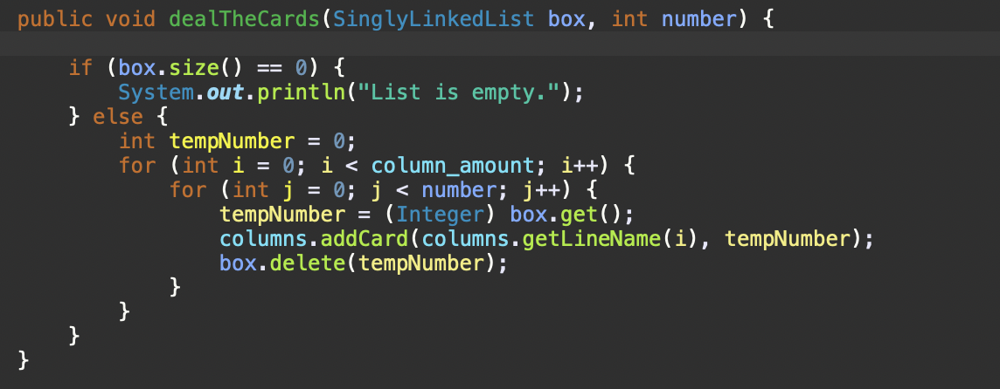 public void dealTheCards(SinglyLinkedList box, int number) {
if (box.size() == 0) {
System.out.println("List is empty.");
} else {
int tempNumber = 0;
for (int i = 0; i < column_amount; i++) {
for (int j = 0; j < number; j++) {
tempNumber = (Integer) box.get();
columns.addCard(columns.getLineName(i), tempNumber);
box.delete(tempNumber);
}
}
}
}